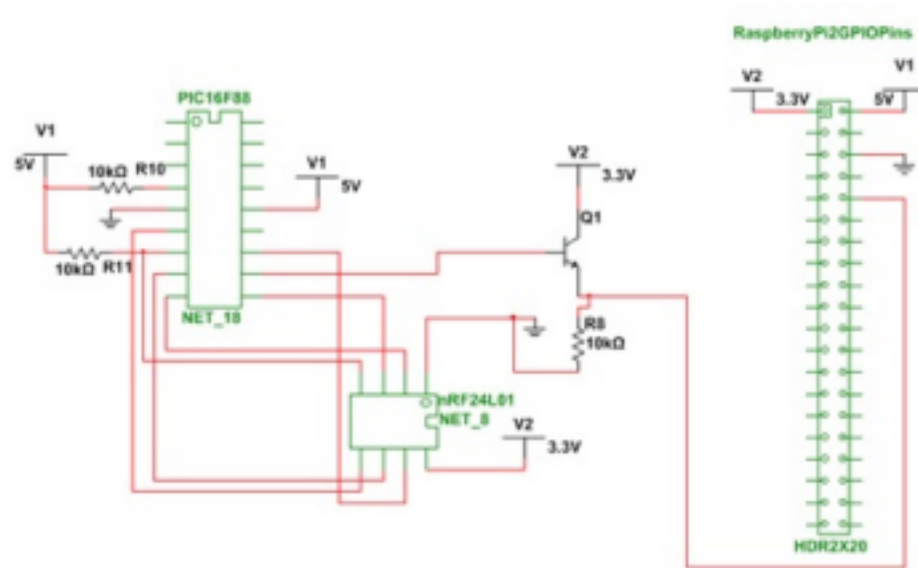 RaspberryPi2GPIOPins
V2
3.3V
V1
5V
PIC16F88
V1
5V
10kΩ
R10
V1
5V
10kΩ
R11
NET_18
V2
3.3V
Q1
R8
10kΩ
nRF24L01
NET_8
V2
3.3V
HDR2X20